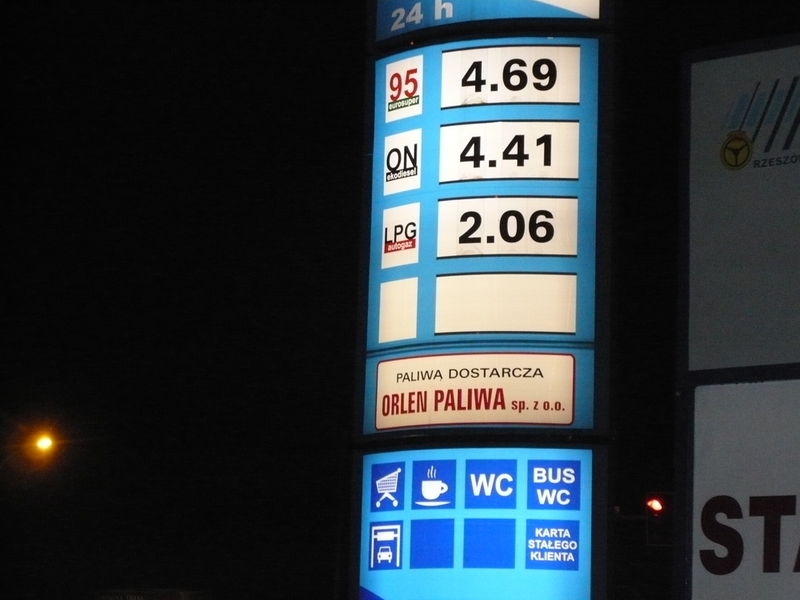 24 h
95
eurosuper
4.69
ON
ekodiesel
4.41
LPG
autogaz
2.06
PALIWA DOSTARCZA
ORLEN PALIWA sp. z o.o.
WC
BUS
WC
KARTA
STAŁEGO
KLIENTA
RZESZÓ
STA